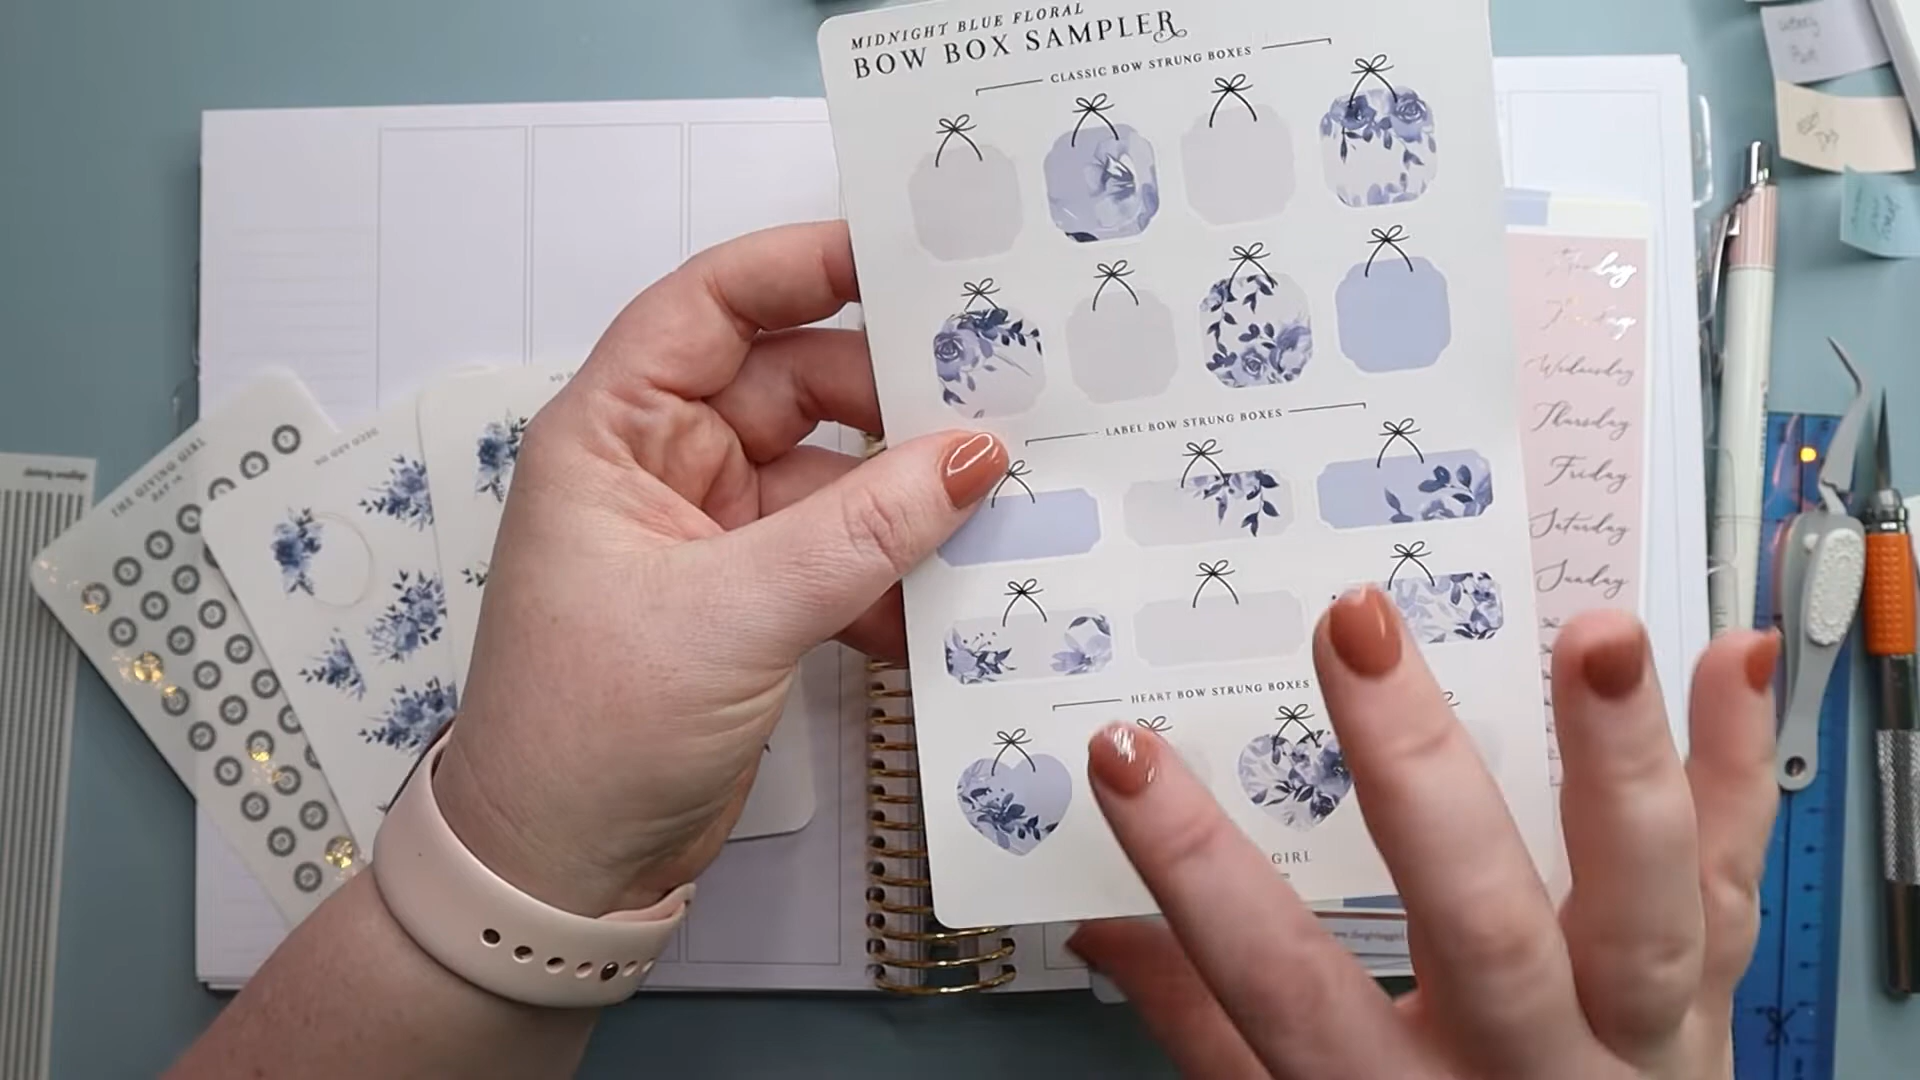 MIDNIGHT BLUE FLORAL
BOW BOX SAMPLER
CLASSIC BOW STRUNG BOXES
LABEL BOW STRUNG BOXES
HEART BOW STRUNG BOXES
GIRL
THE GIVING GIRL
Wednesday
Thursday
Friday
Saturday
Sunday